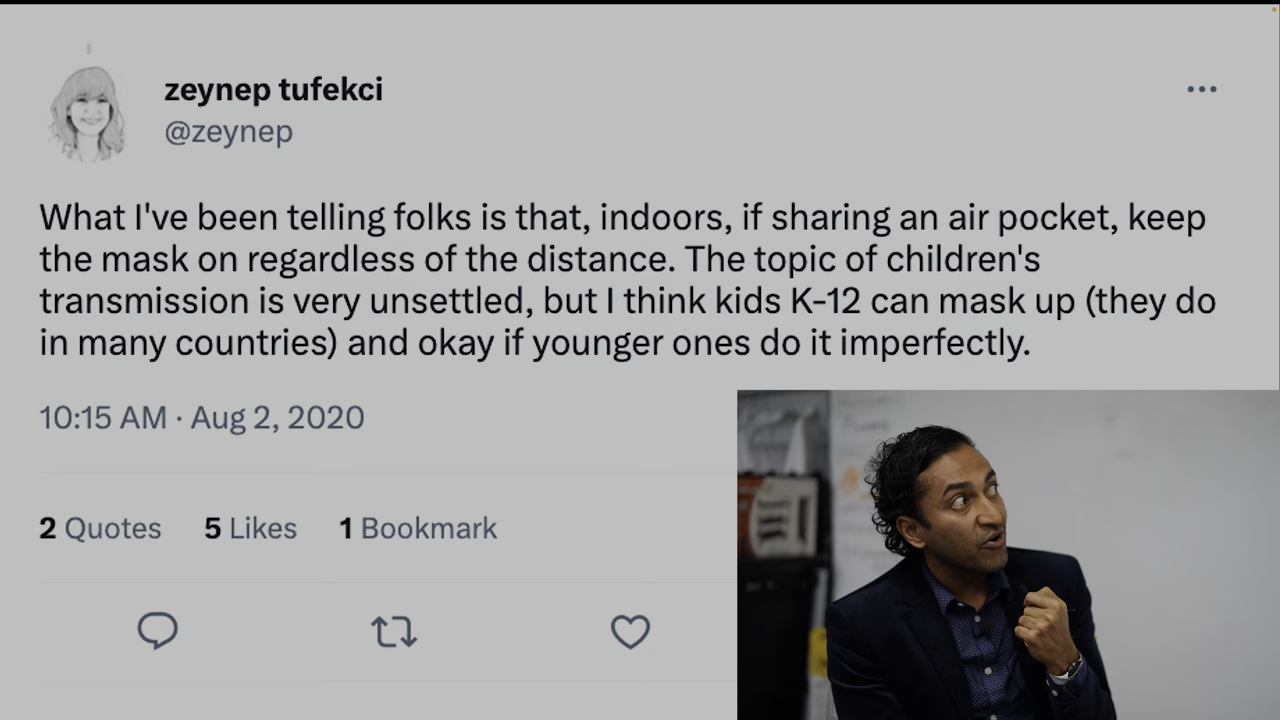 zeynep tufekci
@zeynep
What I've been telling folks is that, indoors, if sharing an air pocket, keep
the mask on regardless of the distance. The topic of children's
transmission is very unsettled, but I think kids K-12 can mask up (they do
in many countries) and okay if younger ones do it imperfectly.
10:15 AM · Aug 2, 2020
2 Quotes 5 Likes 1 Bookmark